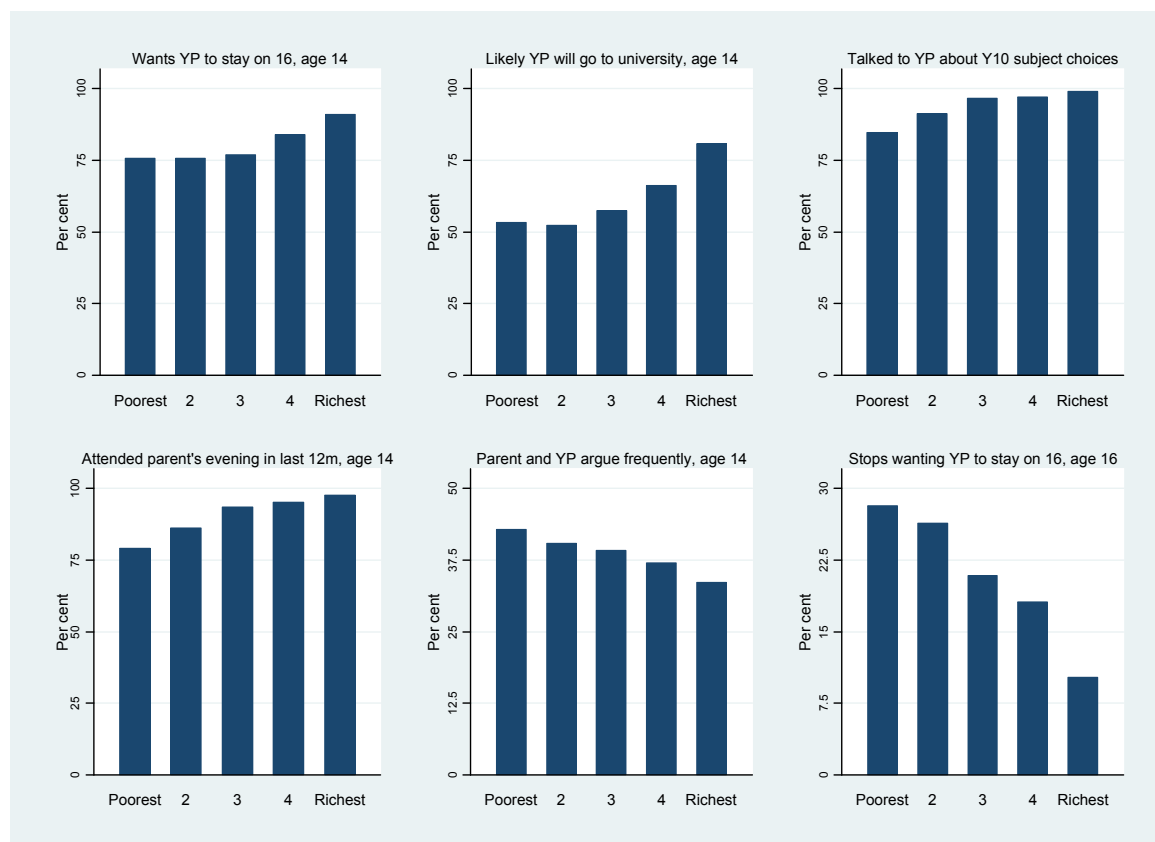 Wants YP to stay on 16, age 14
Per cent
100
75
50
25
0
Poorest 2 3 4 Richest
Likely YP will go to university, age 14
Per cent
100
75
50
25
0
Poorest 2 3 4 Richest
Talked to YP about Y10 subject choices
Per cent
100
75
50
25
0
Poorest 2 3 4 Richest
Attended parent's evening in last 12m, age 14
Per cent
100
75
50
25
0
Poorest 2 3 4 Richest
Parent and YP argue frequently, age 14
Per cent
50
37.5
25
12.5
0
Poorest 2 3 4 Richest
Stops wanting YP to stay on 16, age 16
Per cent
30
22.5
15
7.5
0
Poorest 2 3 4 Richest